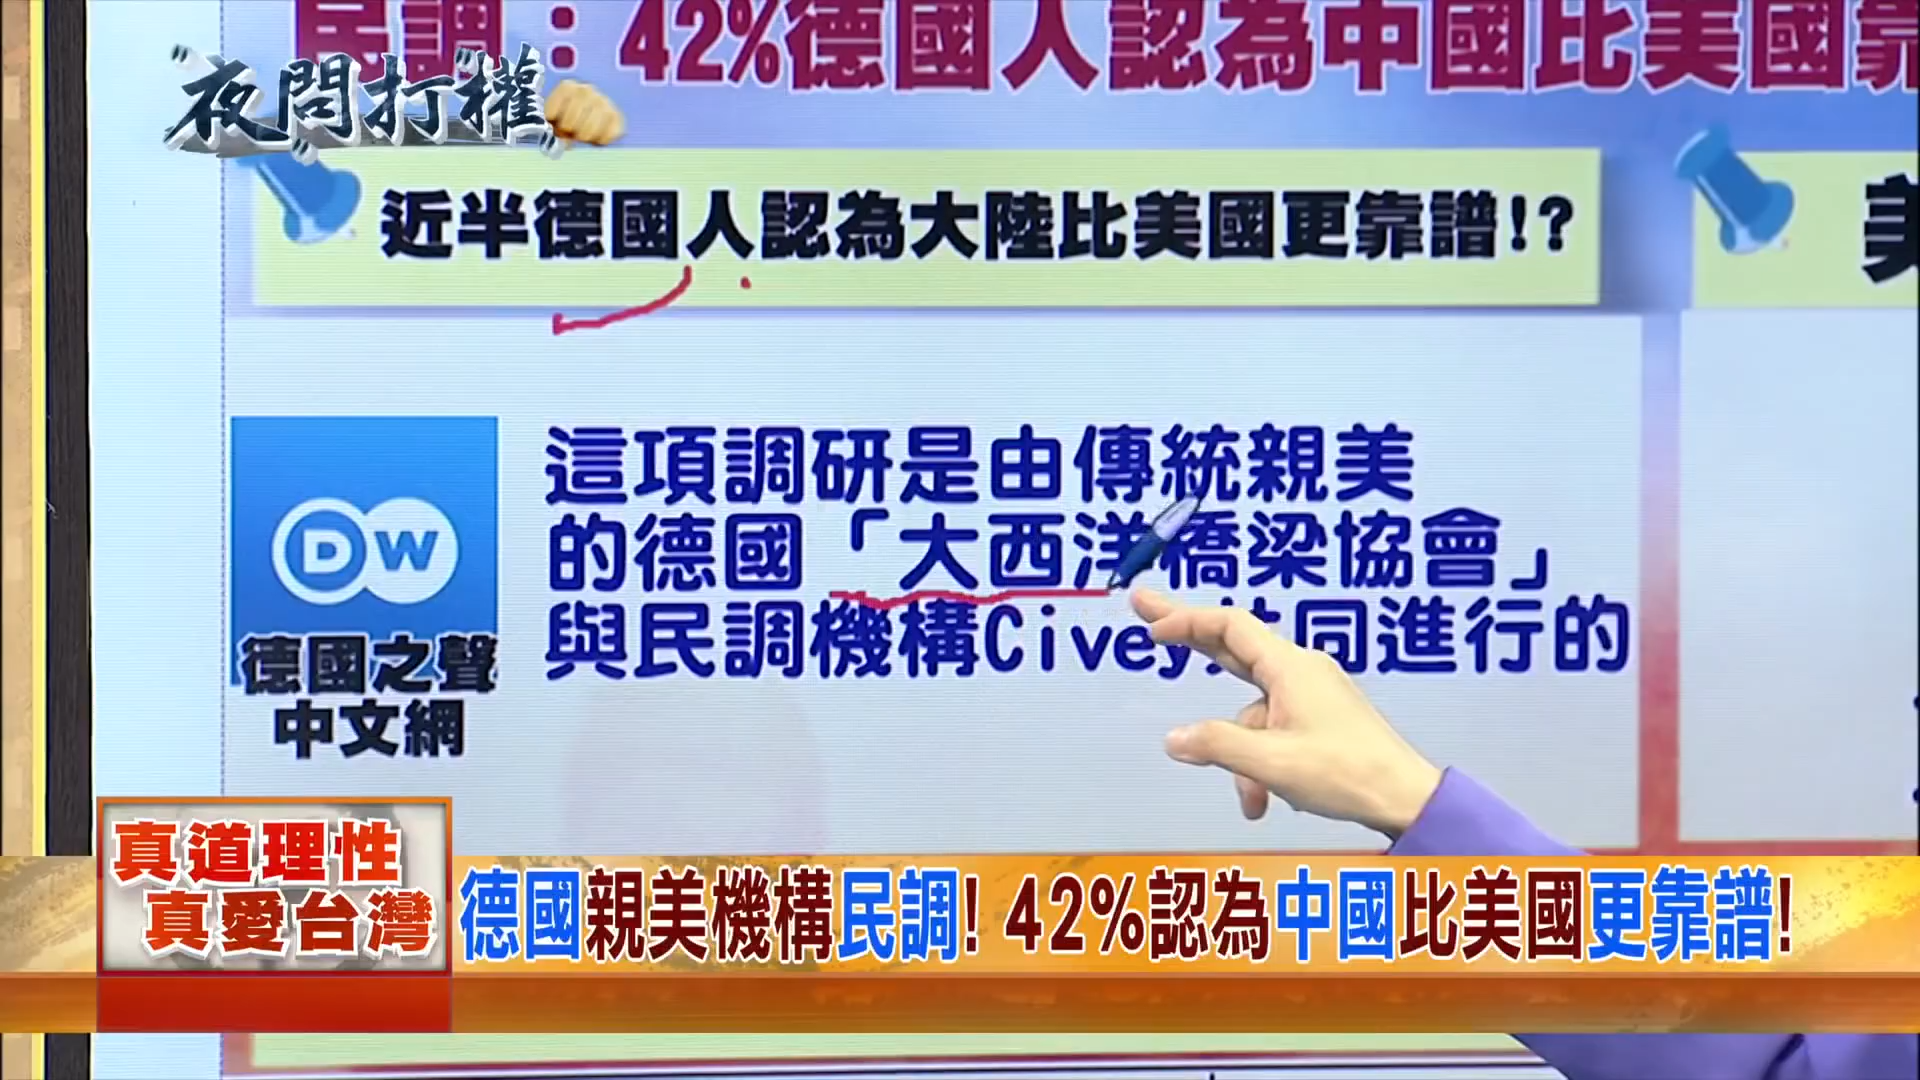 民調：42%德國人認為中國比美國靠
"夜"問打"權"
近半德國人認為大陸比美國更靠譜!?
美
這項調研是由傳統親美
的德國「大西洋橋梁協會」
與民調機構Civey共同進行的
DW
德國之聲
中文網
真道理性
真愛台灣
德國親美機構民調! 42%認為中國比美國更靠譜!